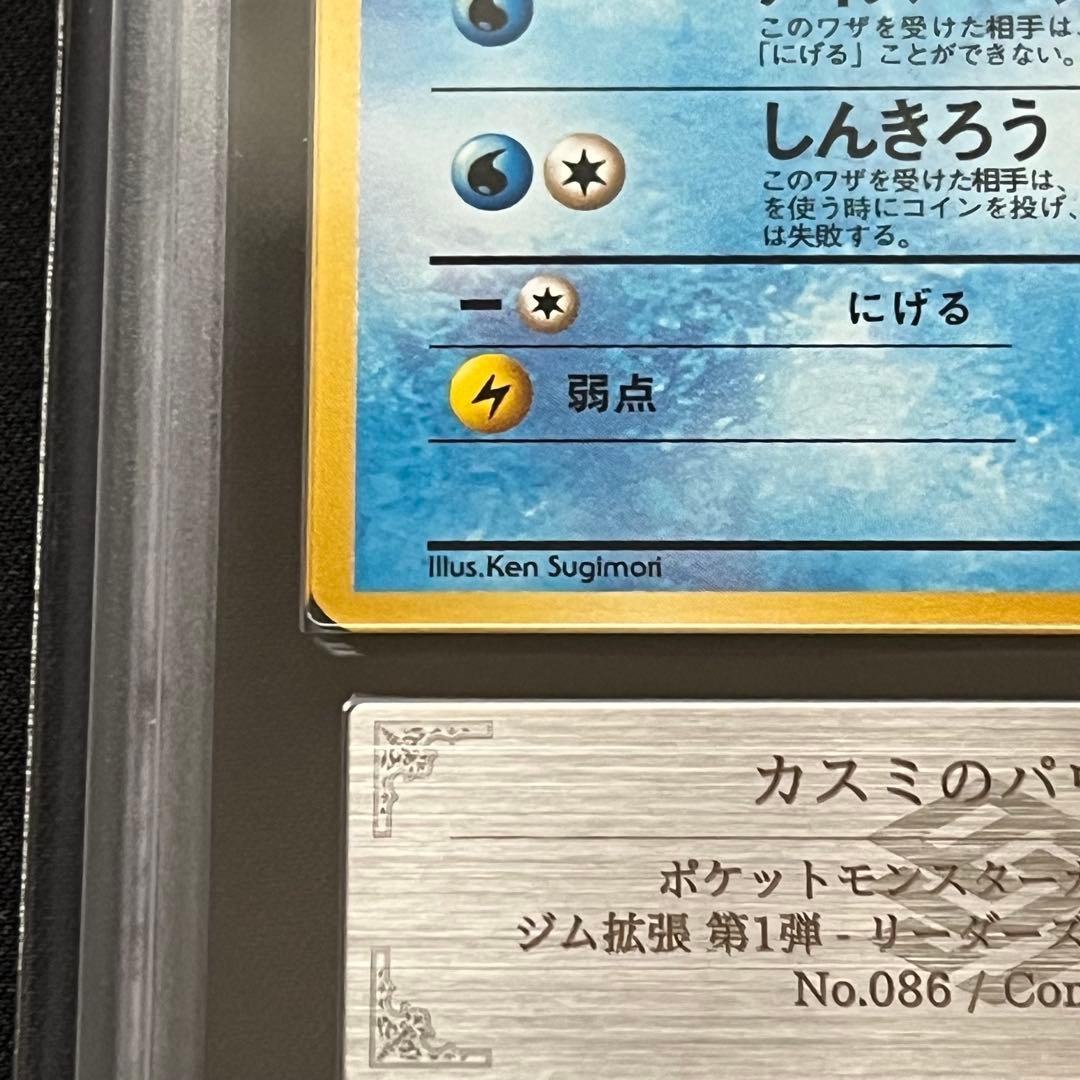 このワザを受けた相手は、
「にげる」ことができない。
しんきろう
このワザを受けた相手は、
を使う時にコインを投げ、
は失敗する。
にげる
弱点
Illus.Ken Sugimori
カスミのパ
ポケットモンスター
ジム拡張 第1弾 - リーダーズ
No.086 / Com